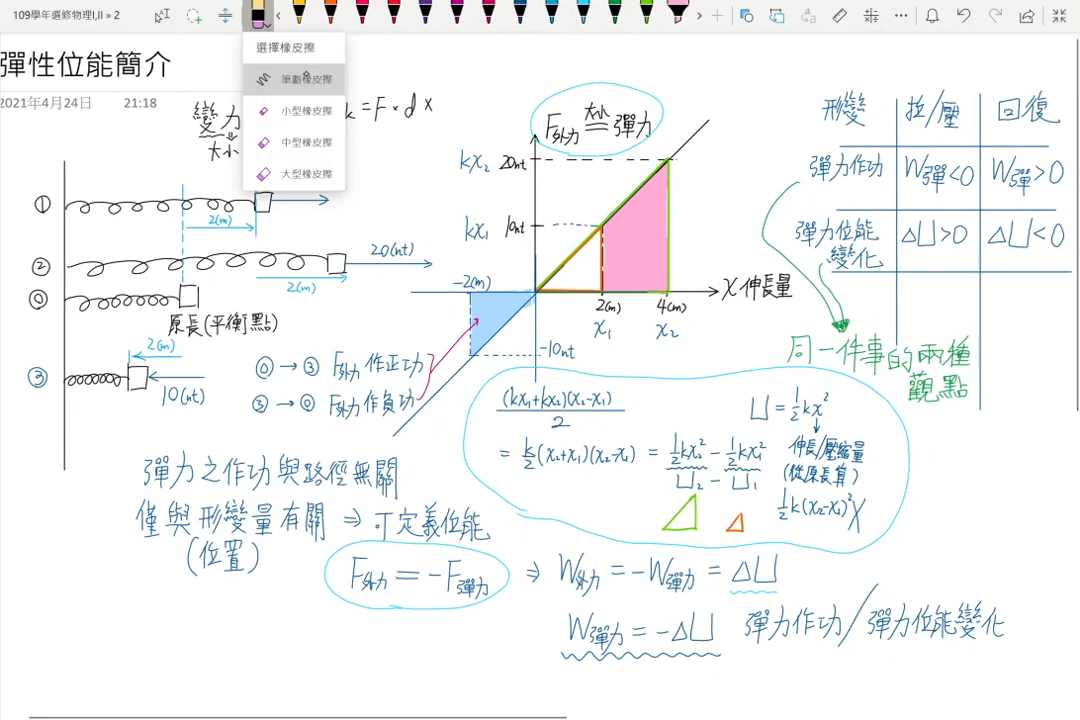 109學年選修物理I,II » 2
選擇橡皮擦
筆劃橡皮擦
小型橡皮擦
中型橡皮擦
大型橡皮擦
彈性位能簡介
2021年4月24日 21:18
變力
大小
k = F × d x
① 2(m)
② 20(nt)
2(m)
⓪
原長(平衡點)
2(m)
③ 10(nt)
⓪ → ③ F外力 作正功
③ → ⓪ F外力 作負功
F外力 大小 = 彈力
kx₂ 20nt
kx₁ 10nt
-2(m)
2(m) 4(m) X 伸長量
x₁ x₂
-10nt
形變 拉/壓 回復
彈力作功 W彈<0 W彈>0
彈力位能變化 ΔU>0 ΔU<0
同一件事的兩種
觀點
(kx₁+kx₂)(x₂-x₁)
2
= k/2 (x₂+x₁)(x₂-x₁) = 1/2 kx₂² - 1/2 kx₁²
U₂ - U₁
U = 1/2 kx²
伸長/壓縮量
(從原長算)
1/2 k(x₂-x₁)² X
彈力之作功與路徑無關
僅與形變量有關 ⇒ 可定義位能
(位置)
F外力 = -F彈力 ⇒ W外力 = -W彈力 = ΔU
W彈力 = -ΔU 彈力作功/彈力位能變化